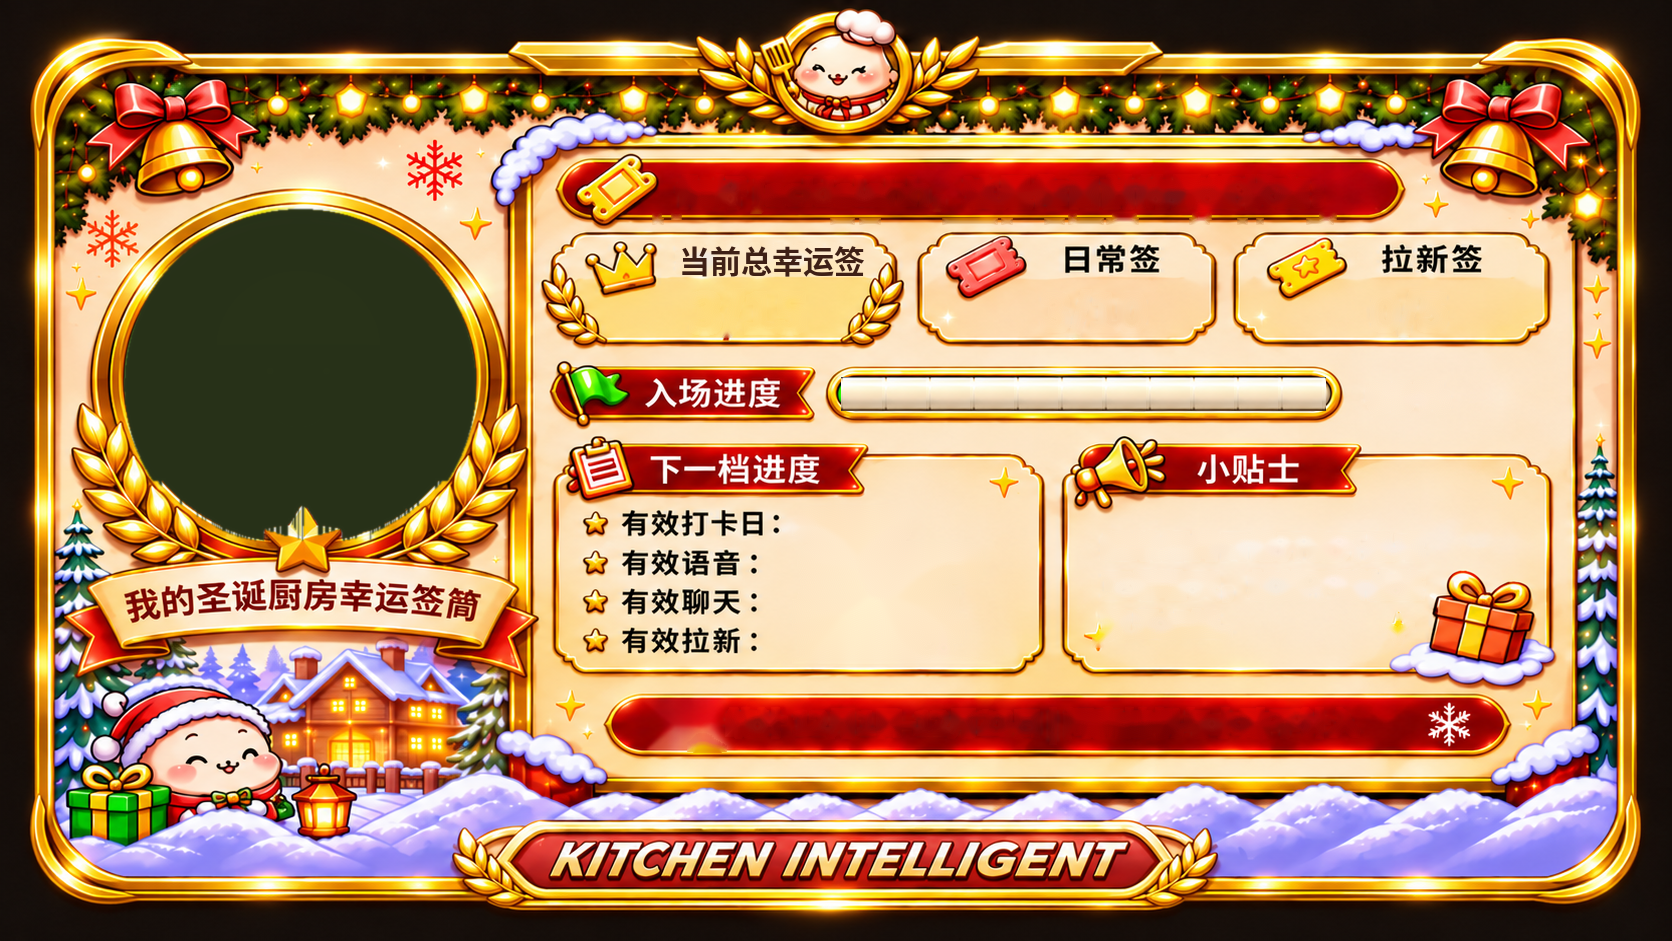 当前总幸运签
日常签
拉新签
入场进度
下一档进度
小贴士
有效打卡日：
有效语音：
有效聊天：
有效拉新：
我的圣诞厨房幸运签筒
KITCHEN INTELLIGENT